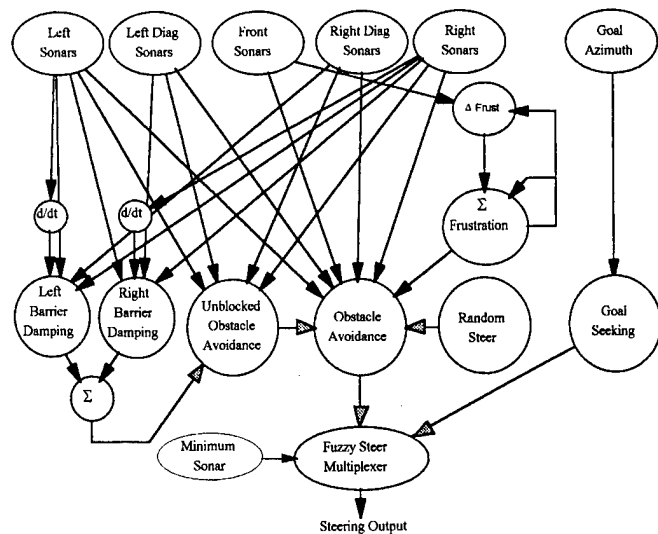 Left
Sonars
Left Diag
Sonars
Front
Sonars
Right Diag
Sonars
Right
Sonars
Goal
Azimuth
Δ Frust
Σ
Frustration
d/dt
d/dt
Left
Barrier
Damping
Right
Barrier
Damping
Unblocked
Obstacle
Avoidance
Obstacle
Avoidance
Random
Steer
Goal
Seeking
Σ
Minimum
Sonar
Fuzzy Steer
Multiplexer
Steering Output